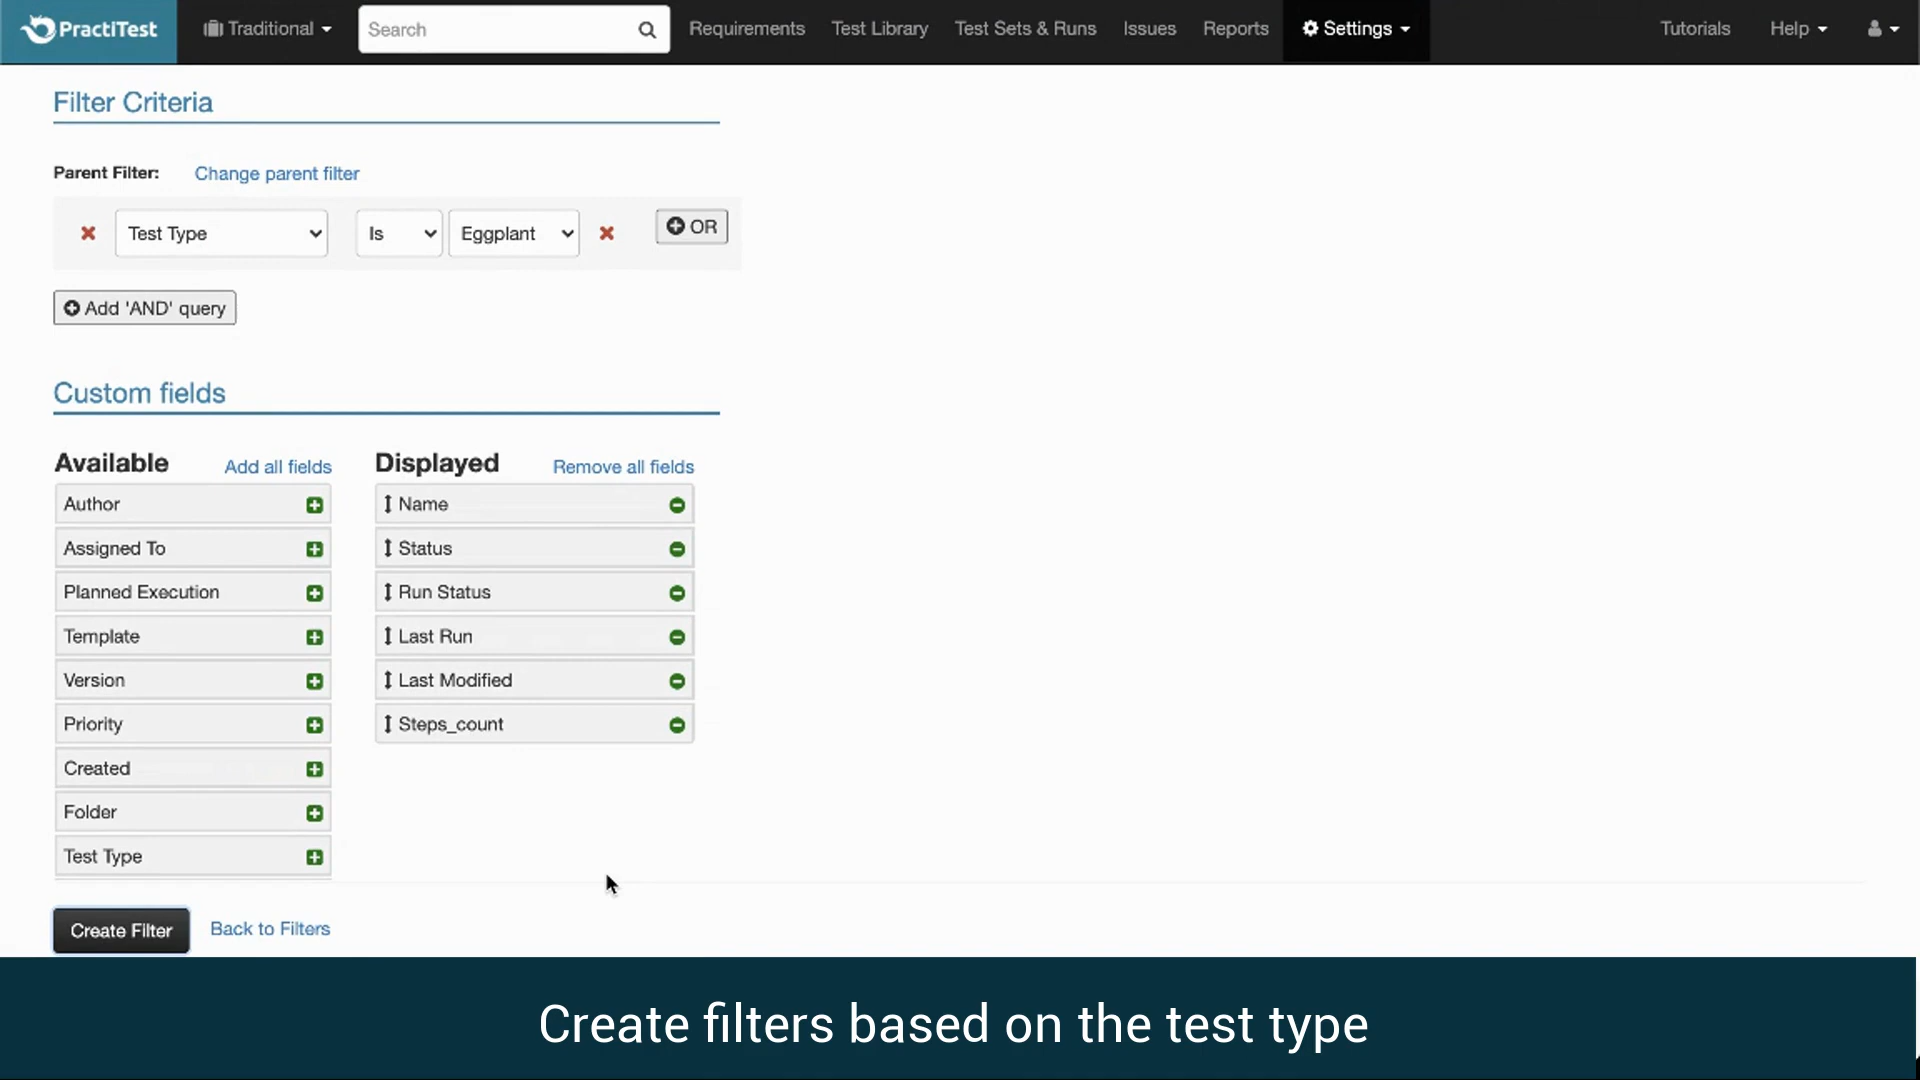 PractiTest
Traditional
Search
Requirements
Test Library
Test Sets & Runs
Issues
Reports
Settings
Tutorials
Help
Filter Criteria
Parent Filter:
Change parent filter
Test Type
Is
Eggplant
OR
Add 'AND' query
Custom fields
Available
Add all fields
Author
Assigned To
Planned Execution
Template
Version
Priority
Created
Folder
Test Type
Displayed
Remove all fields
Name
Status
Run Status
Last Run
Last Modified
Steps_count
Create Filter
Back to Filters
Create filters based on the test type